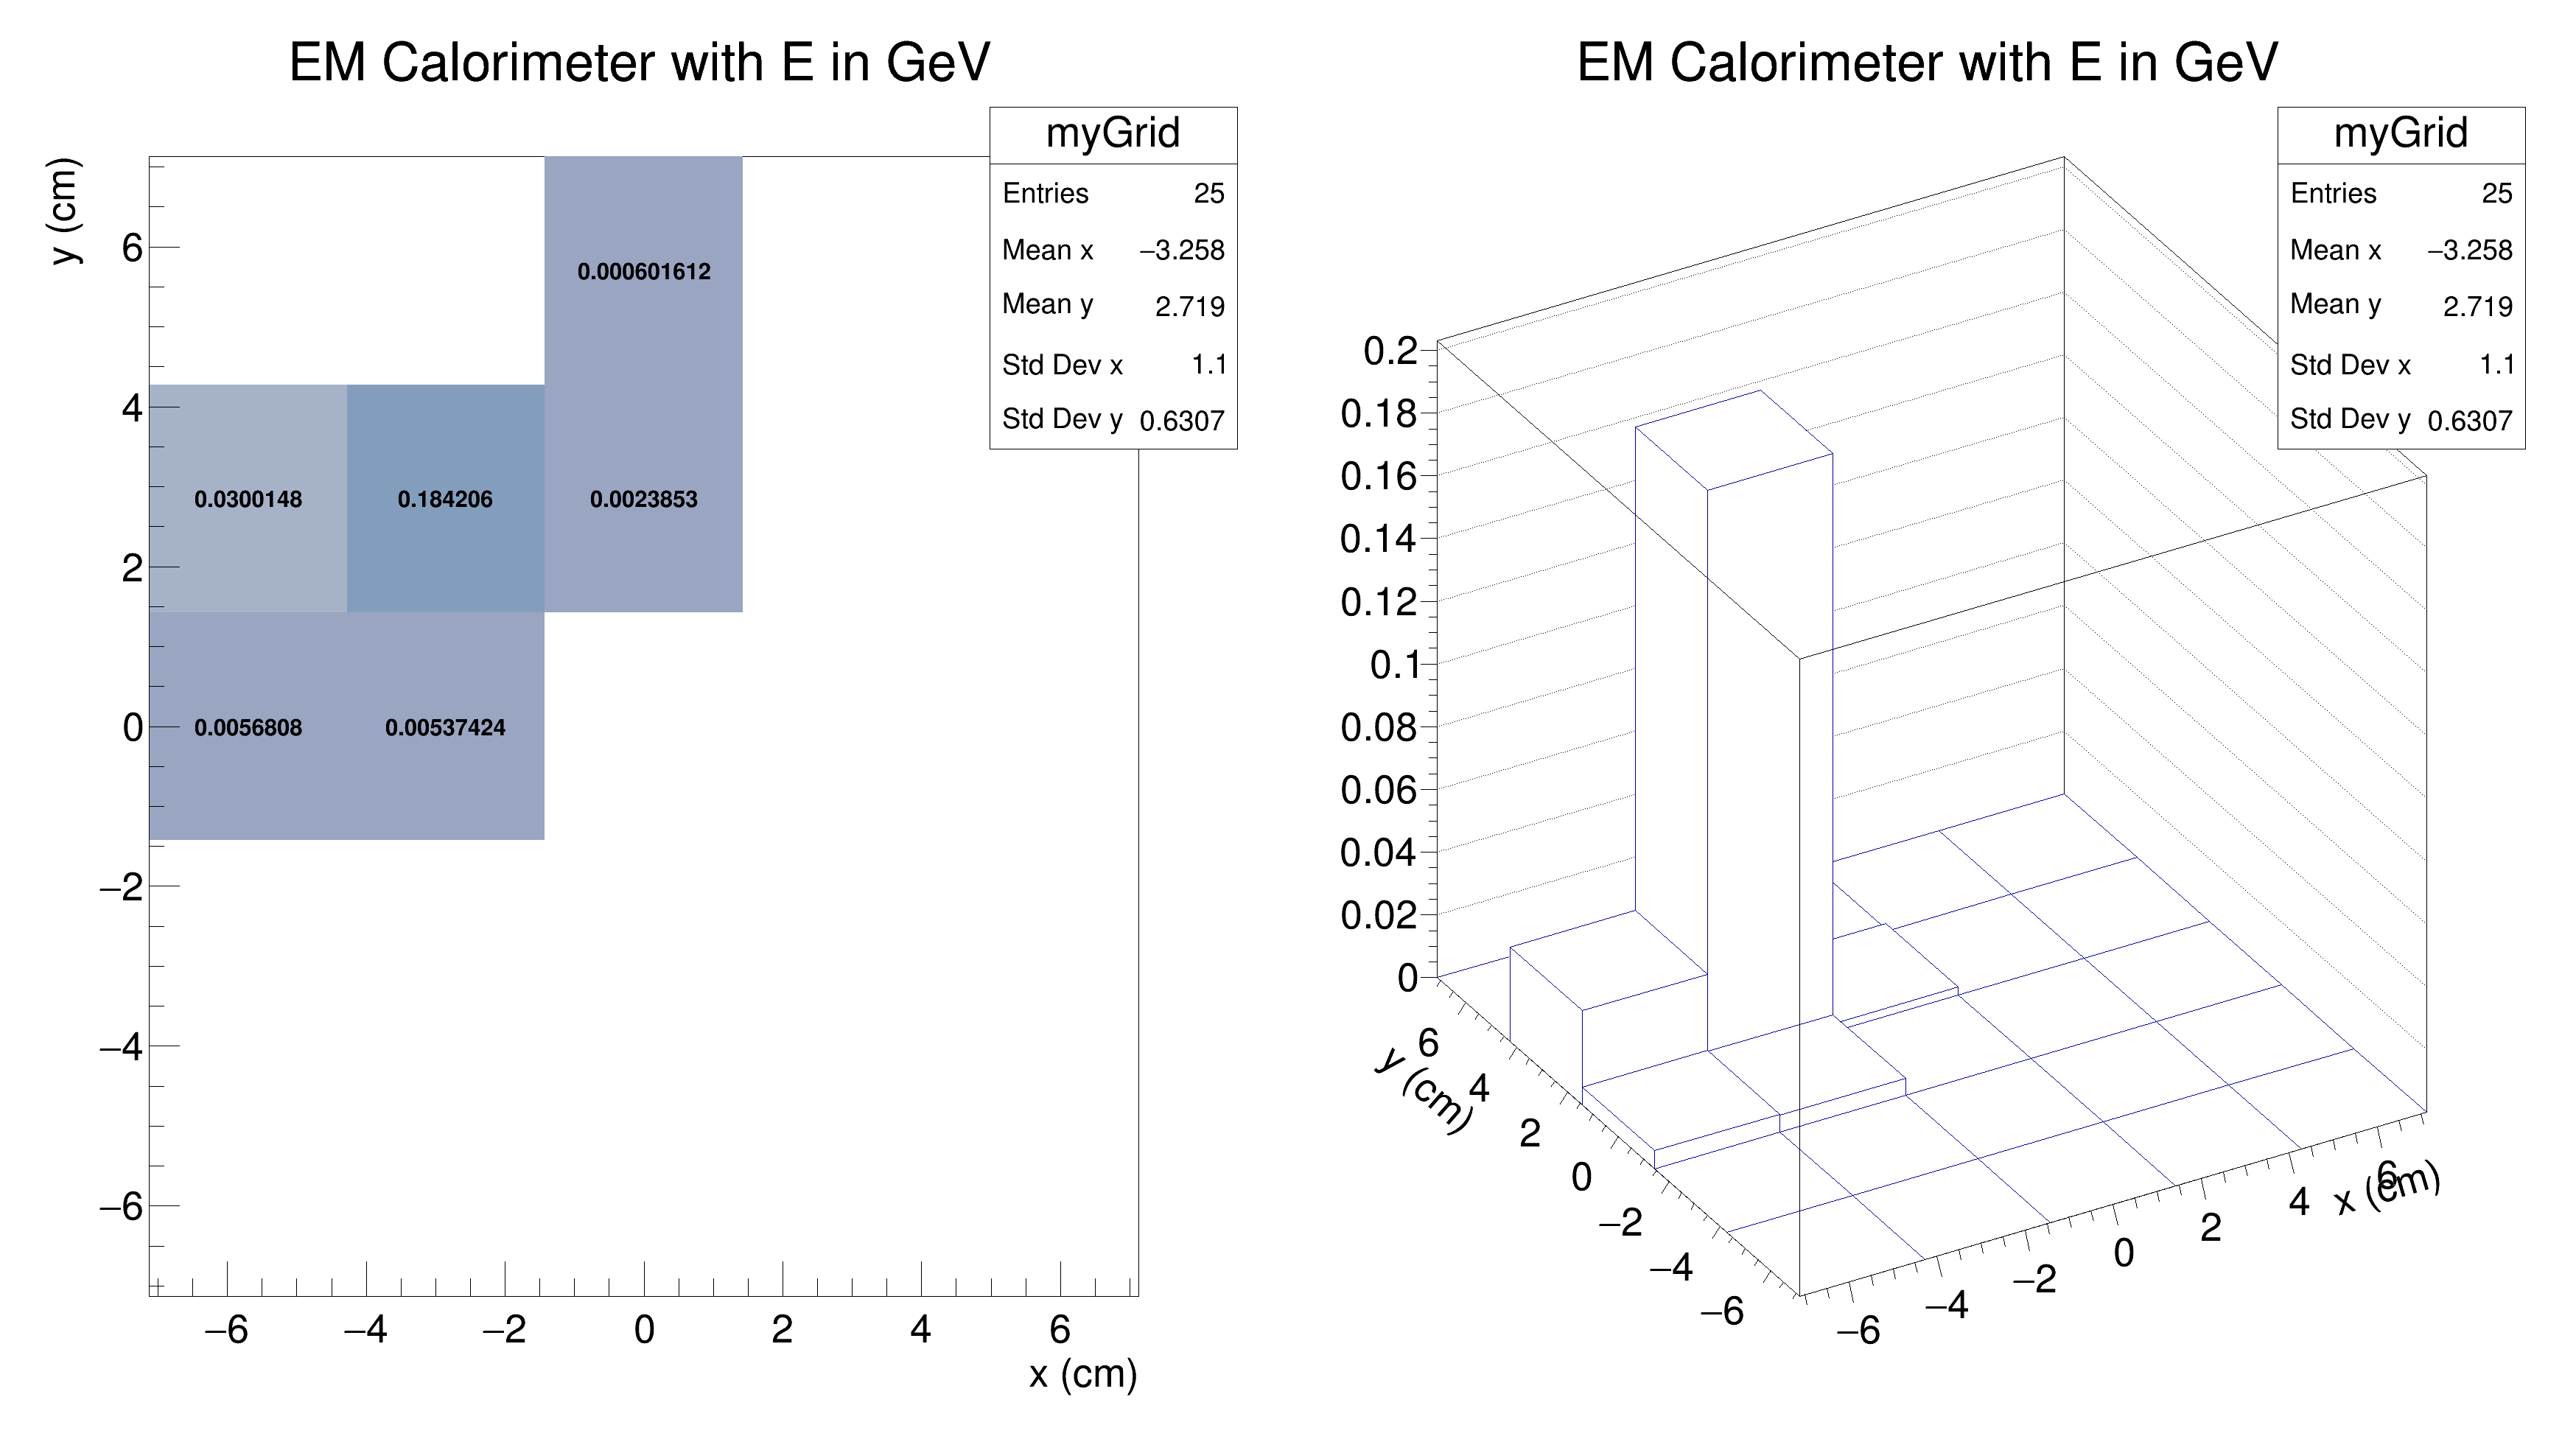 EM Calorimeter with E in GeV
myGrid
Entries 25
Mean x −3.258
Mean y 2.719
Std Dev x 1.1
Std Dev y 0.6307
y (cm)
6
4
2
0
−2
−4
−6
0.000601612
0.0300148 0.184206 0.0023853
0.0056808 0.00537424
−6 −4 −2 0 2 4 6
x (cm)
EM Calorimeter with E in GeV
myGrid
Entries 25
Mean x −3.258
Mean y 2.719
Std Dev x 1.1
Std Dev y 0.6307
0.2
0.18
0.16
0.14
0.12
0.1
0.08
0.06
0.04
0.02
0
y (cm)
6
4
2
0
−2
−4
−6
−6 −4 −2 0 2 4 6
x (cm)